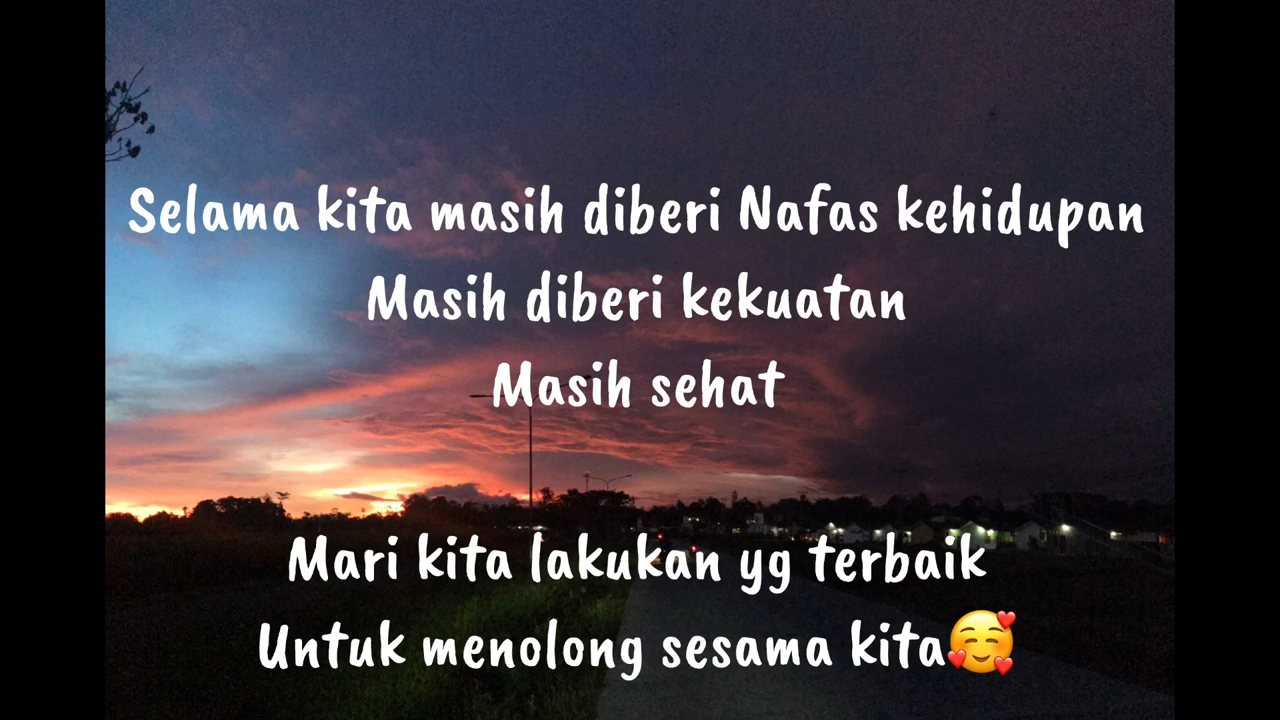 Selama kita masih diberi Nafas kehidupan
Masih diberi kekuatan
Masih sehat
Mari kita lakukan yg terbaik
Untuk menolong sesama kita🥰